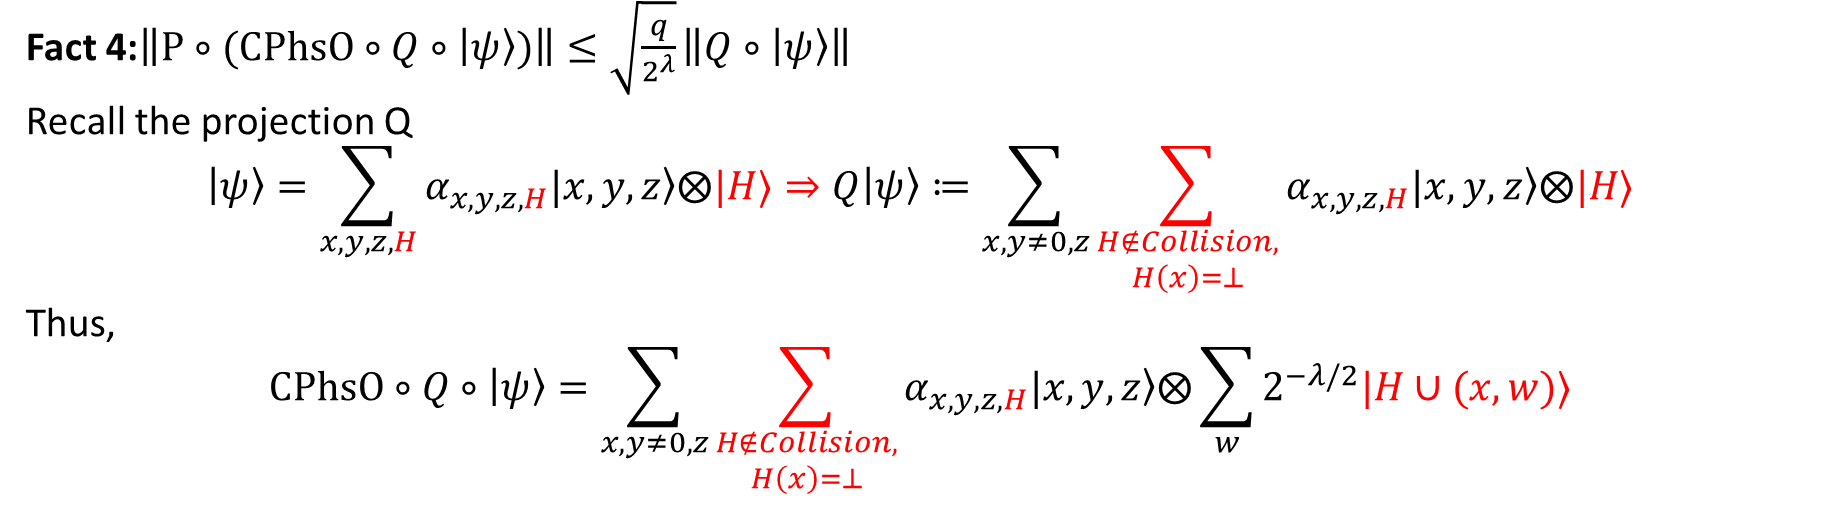 Fact 4:‖P ∘ (CPhsO ∘ Q ∘ |ψ⟩)‖ ≤ √(q/2^λ) ‖Q ∘ |ψ⟩‖
Recall the projection Q
|ψ⟩ = ∑_{x,y,z,H} α_{x,y,z,H}|x, y, z⟩⊗|H⟩ ⇒ Q|ψ⟩ ≔ ∑_{x,y≠0,z} ∑_{H∉Collision, H(x)=⊥} α_{x,y,z,H}|x, y, z⟩⊗|H⟩
Thus,
CPhsO ∘ Q ∘ |ψ⟩ = ∑_{x,y≠0,z} ∑_{H∉Collision, H(x)=⊥} α_{x,y,z,H}|x, y, z⟩⊗ ∑_w 2^{−λ/2}|H ∪ (x, w)⟩